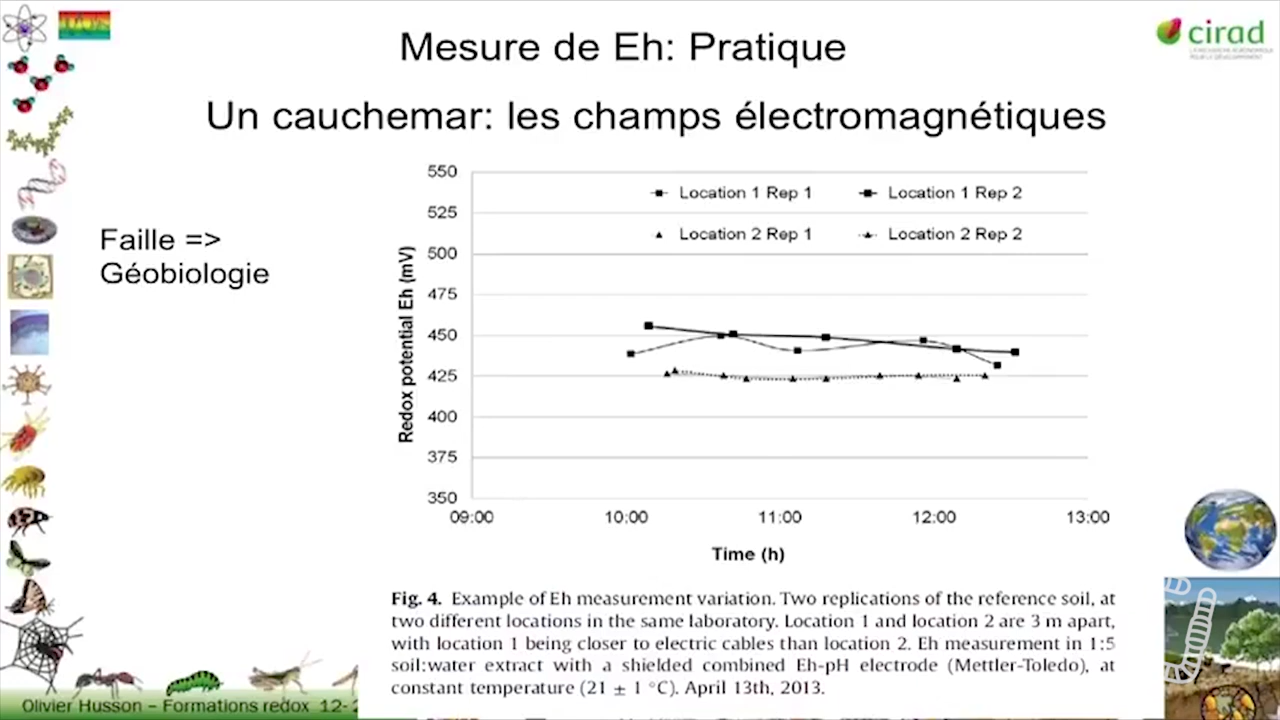 cirad
Mesure de Eh: Pratique
Un cauchemar: les champs électromagnétiques
Faille =>
Géobiologie
550
525
500
475
450
425
400
375
350
Redox potential Eh (mV)
Location 1 Rep 1
Location 1 Rep 2
Location 2 Rep 1
Location 2 Rep 2
09:00
10:00
11:00
12:00
13:00
Time (h)
Fig. 4. Example of Eh measurement variation. Two replications of the reference soil, at
two different locations in the same laboratory. Location 1 and location 2 are 3 m apart,
with location 1 being closer to electric cables than location 2. Eh measurement in 1:5
soil:water extract with a shielded combined Eh-pH electrode (Mettler-Toledo), at
constant temperature (21 ± 1 °C). April 13th, 2013.
Olivier Husson – Formations redox 12-